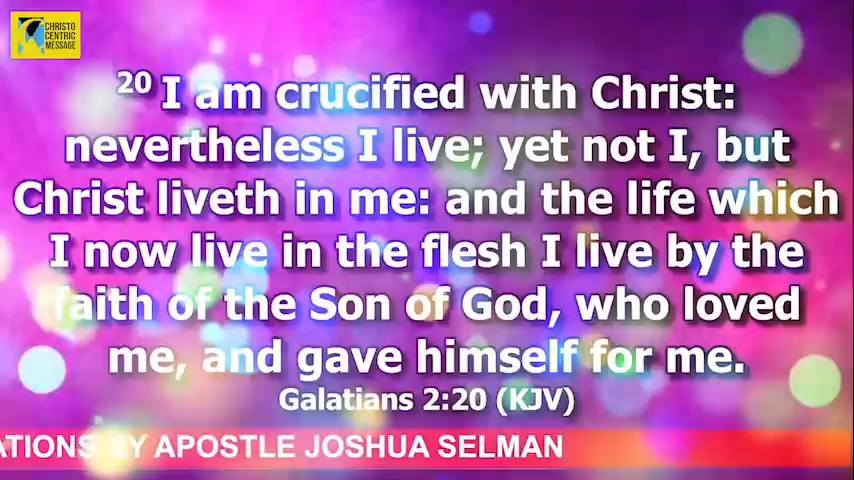 CHRISTO
CENTRIC
MESSAGE
20 I am crucified with Christ:
nevertheless I live; yet not I, but
Christ liveth in me: and the life which
I now live in the flesh I live by the
faith of the Son of God, who loved
me, and gave himself for me.
Galatians 2:20 (KJV)
ATIONS BY APOSTLE JOSHUA SELMAN